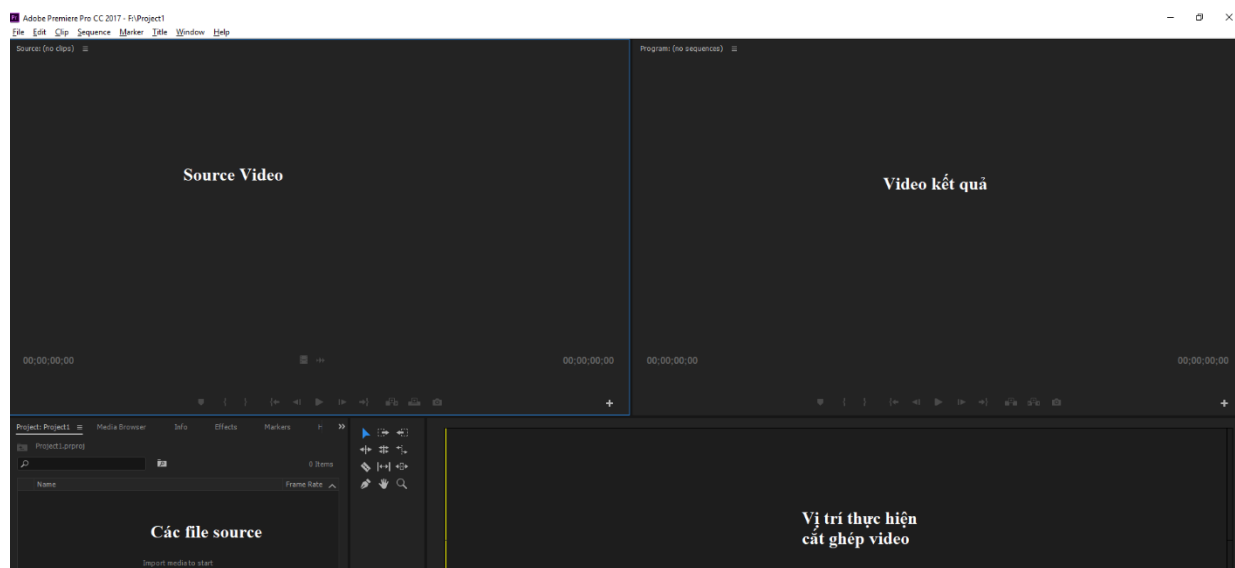 Adobe Premiere Pro CC 2017 - F:\Project1
File Edit Clip Sequence Marker Title Window Help
Source: (no clips)
Program: (no sequences)
Source Video
Video kết quả
00;00;00;00
00;00;00;00
00;00;00;00
00;00;00;00
Project: Project1
Media Browser
Info
Effects
Markers
Project1.prproj
0 Items
Name
Frame Rate
Các file source
Import media to start
Vị trí thực hiện
cắt ghép video